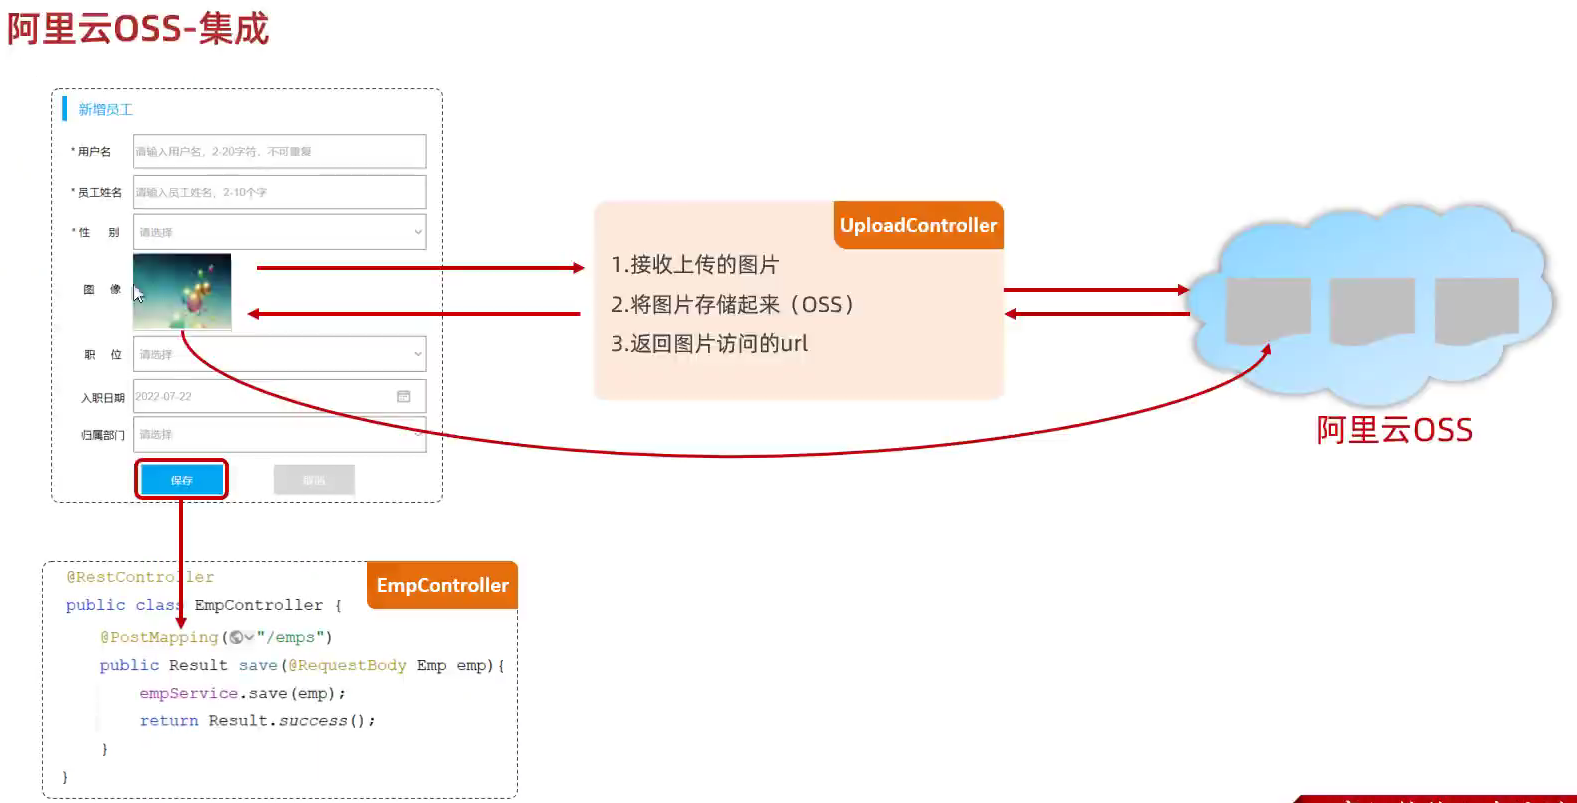 阿里云OSS-集成
新增员工
* 用户名
请输入用户名，2-20字符，不可重复
* 员工姓名
请输入员工姓名，2-10个字
* 性 别
请选择
图 像
职 位
请选择
入职日期
2022-07-22
归属部门
请选择
保存
UploadController
1.接收上传的图片
2.将图片存储起来（OSS）
3.返回图片访问的url
阿里云OSS
EmpController
@RestController
public class EmpController {
@PostMapping("/emps")
public Result save(@RequestBody Emp emp){
empService.save(emp);
return Result.success();
}
}